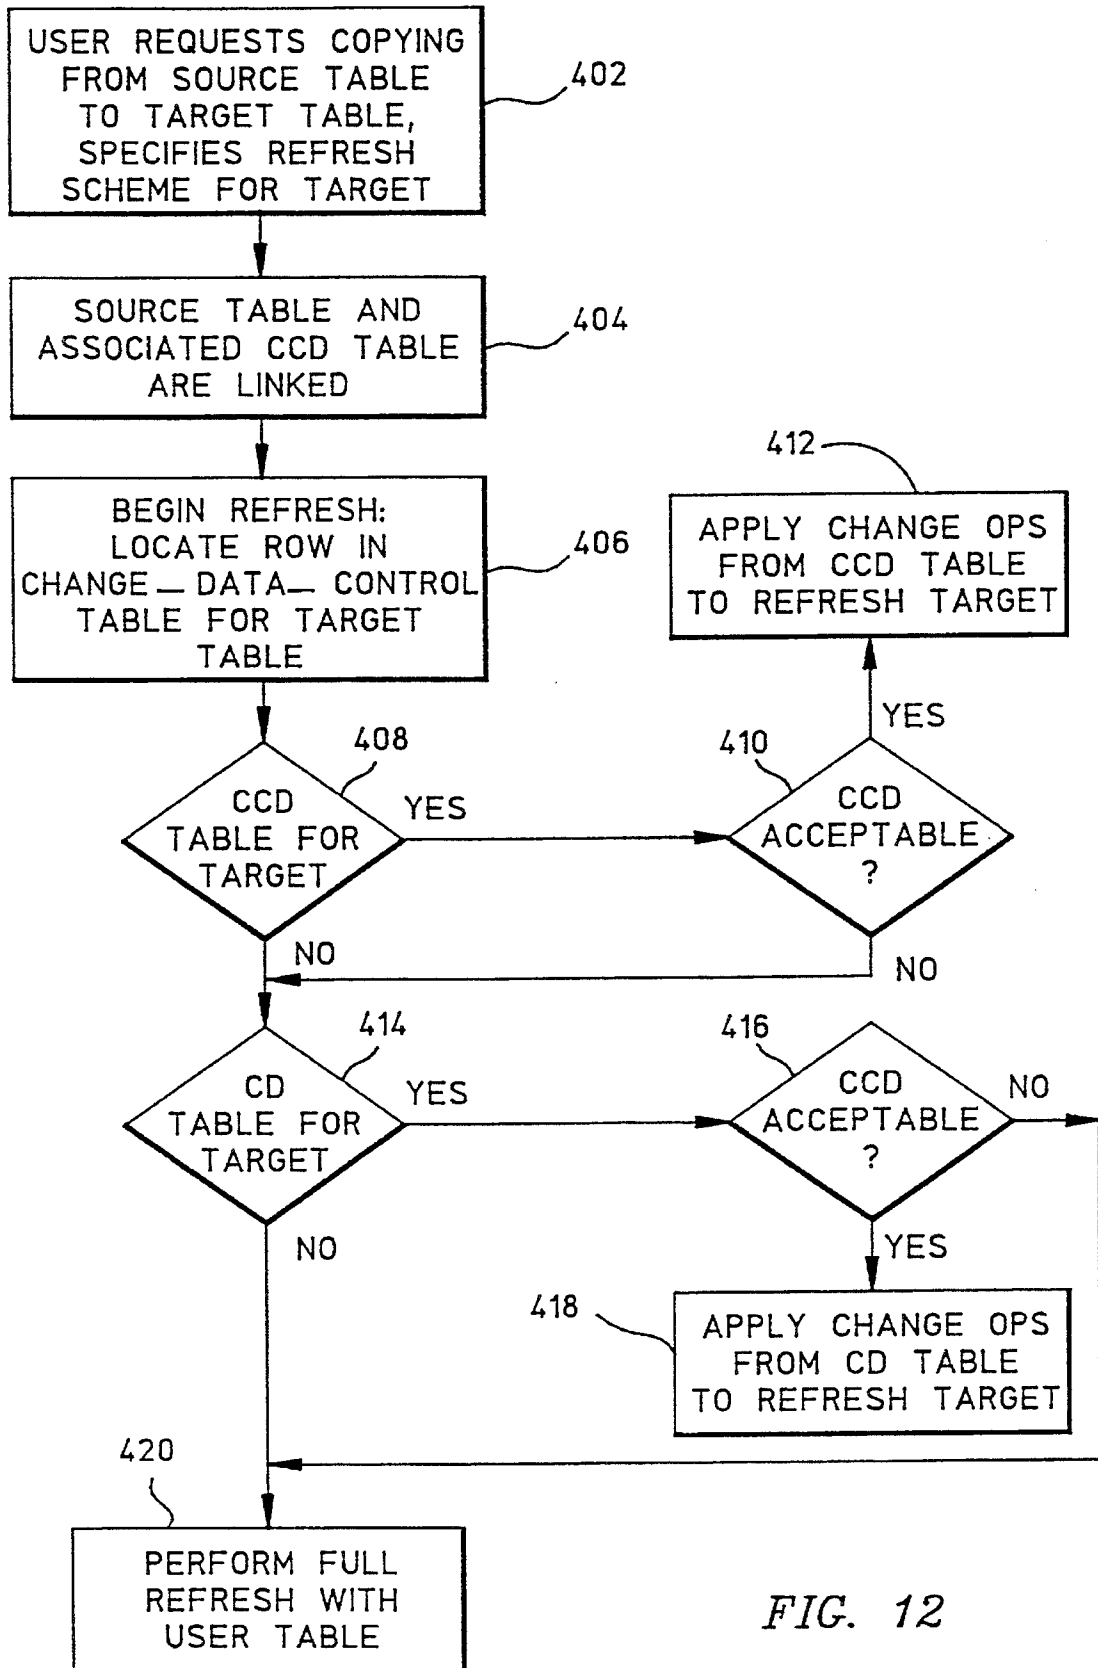 USER REQUESTS COPYING
FROM SOURCE TABLE
TO TARGET TABLE,
SPECIFIES REFRESH
SCHEME FOR TARGET
402
SOURCE TABLE AND
ASSOCIATED CCD TABLE
ARE LINKED
404
BEGIN REFRESH:
LOCATE ROW IN
CHANGE_DATA_CONTROL
TABLE FOR TARGET
TABLE
406
412
APPLY CHANGE OPS
FROM CCD TABLE
TO REFRESH TARGET
408
CCD
TABLE FOR
TARGET
YES
NO
410
CCD
ACCEPTABLE
?
YES
NO
414
CD
TABLE FOR
TARGET
YES
NO
416
CCD
ACCEPTABLE
?
NO
YES
418
APPLY CHANGE OPS
FROM CD TABLE
TO REFRESH TARGET
420
PERFORM FULL
REFRESH WITH
USER TABLE
FIG. 12